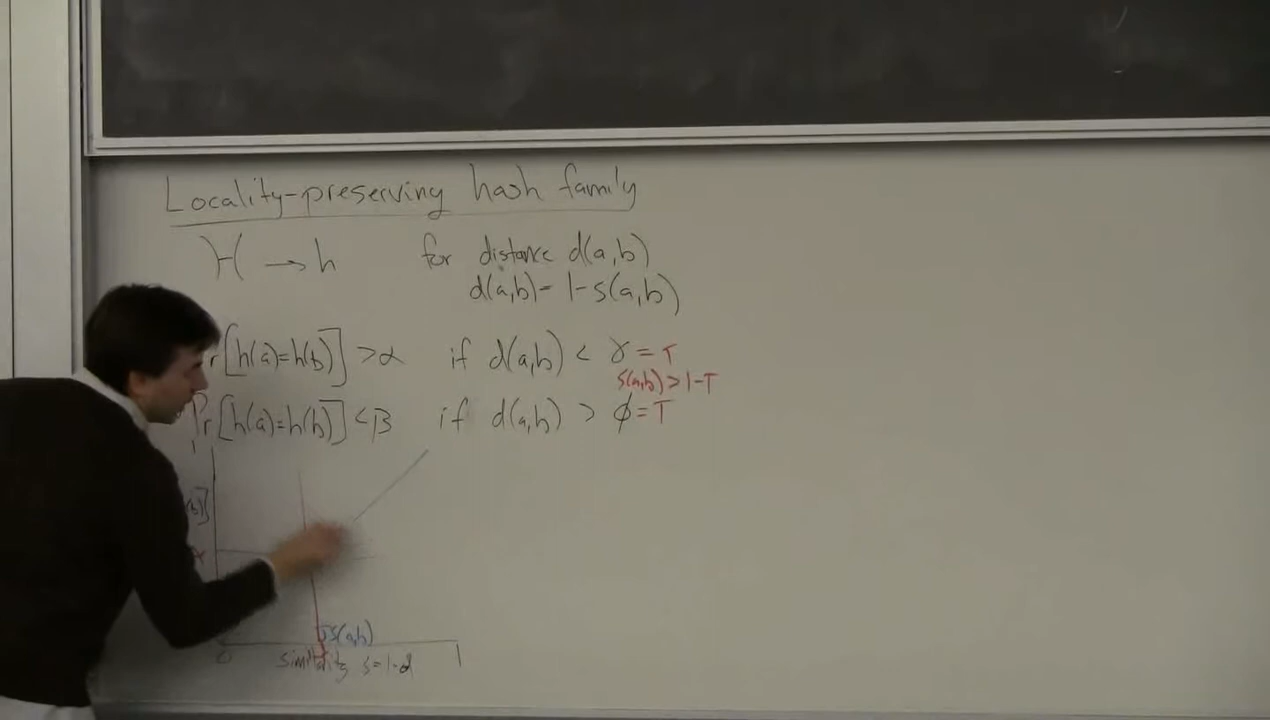 Locality-preserving hash family
H → h for distance d(a,b)
d(a,b) = 1-s(a,b)
r[h(a)=h(b)] > α if d(a,b) < γ = τ
s(a,b) > 1-τ
Pr[h(a)=h(b)] < β if d(a,b) > ϕ = τ
b)]
α
s(a,b)
0 similarity s=1-d 1